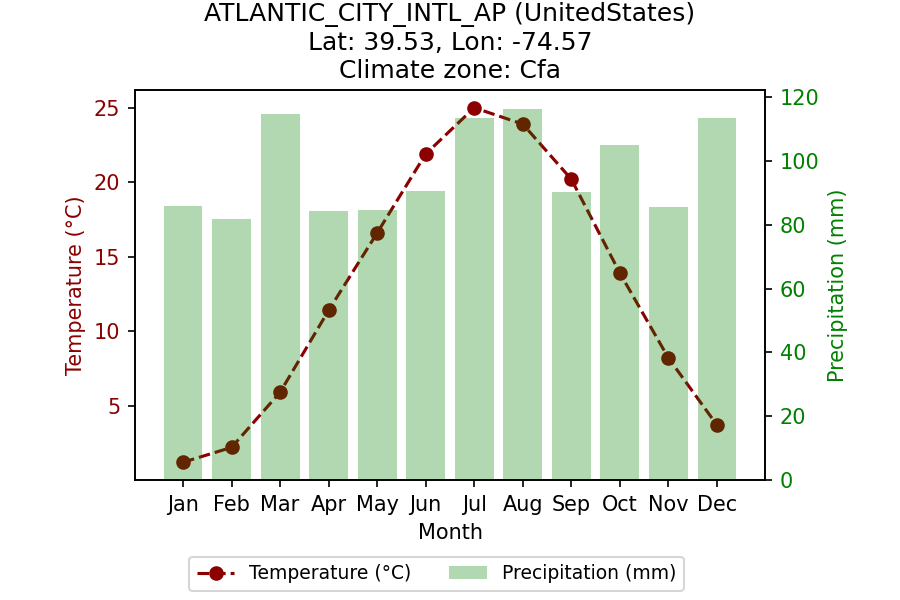 ATLANTIC_CITY_INTL_AP (UnitedStates)
Lat: 39.53, Lon: -74.57
Climate zone: Cfa
25
20
15
10
5
Temperature (°C)
120
100
80
60
40
20
0
Precipitation (mm)
Jan Feb Mar Apr May Jun Jul Aug Sep Oct Nov Dec
Month
Temperature (°C) Precipitation (mm)